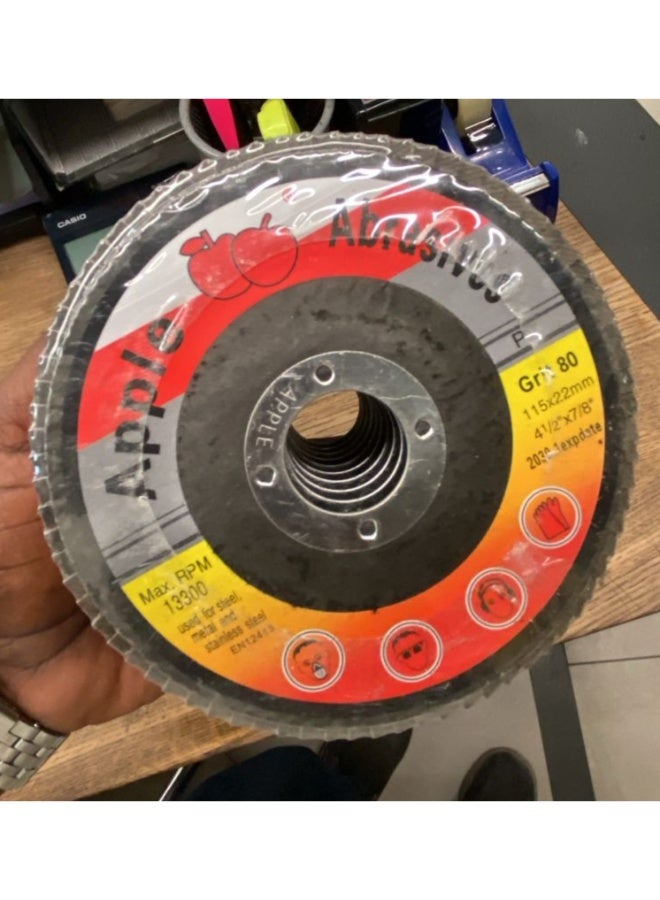 CASIO
Apple Abrasives
P
Grit 80
115x22mm
4 1/2"x7/8"
expdate
APPLE
Max. RPM
13300
used for steel,
metal and
stainless steel